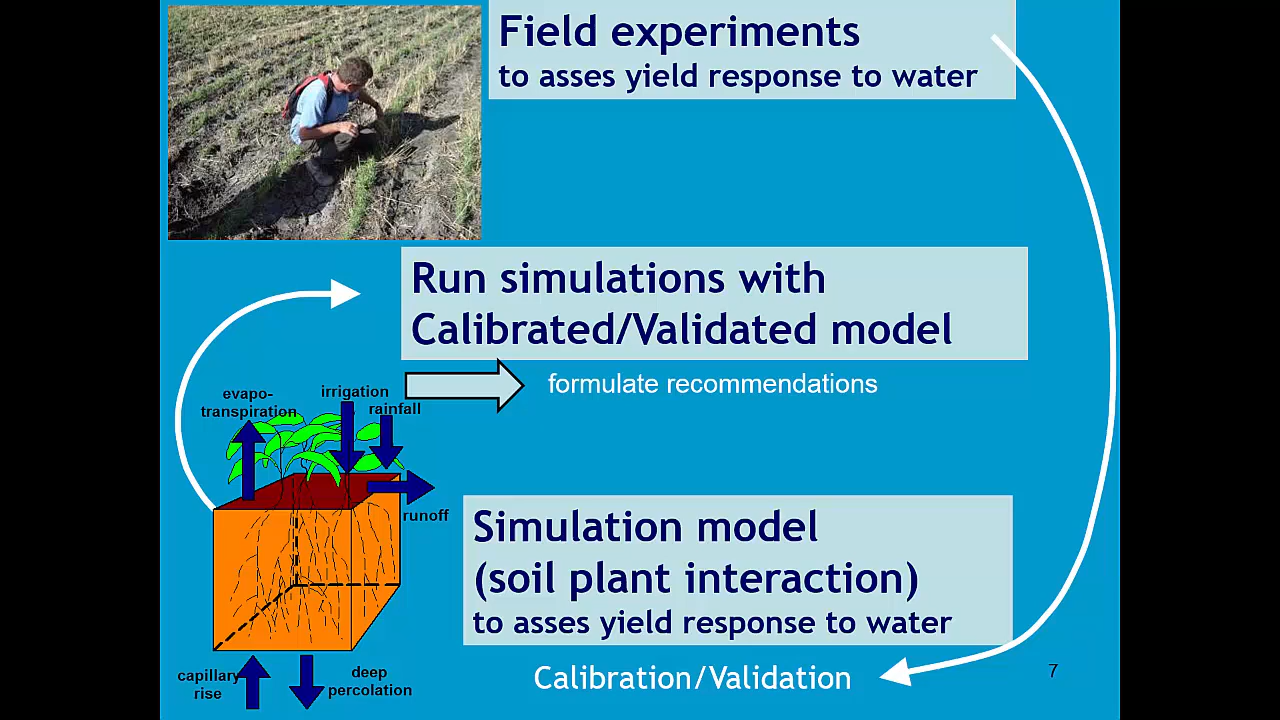 Field experiments
to asses yield response to water
Run simulations with
Calibrated/Validated model
formulate recommendations
evapo-
transpiration
irrigation
rainfall
runoff
Simulation model
(soil plant interaction)
to asses yield response to water
capillary
rise
deep
percolation
Calibration/Validation
7